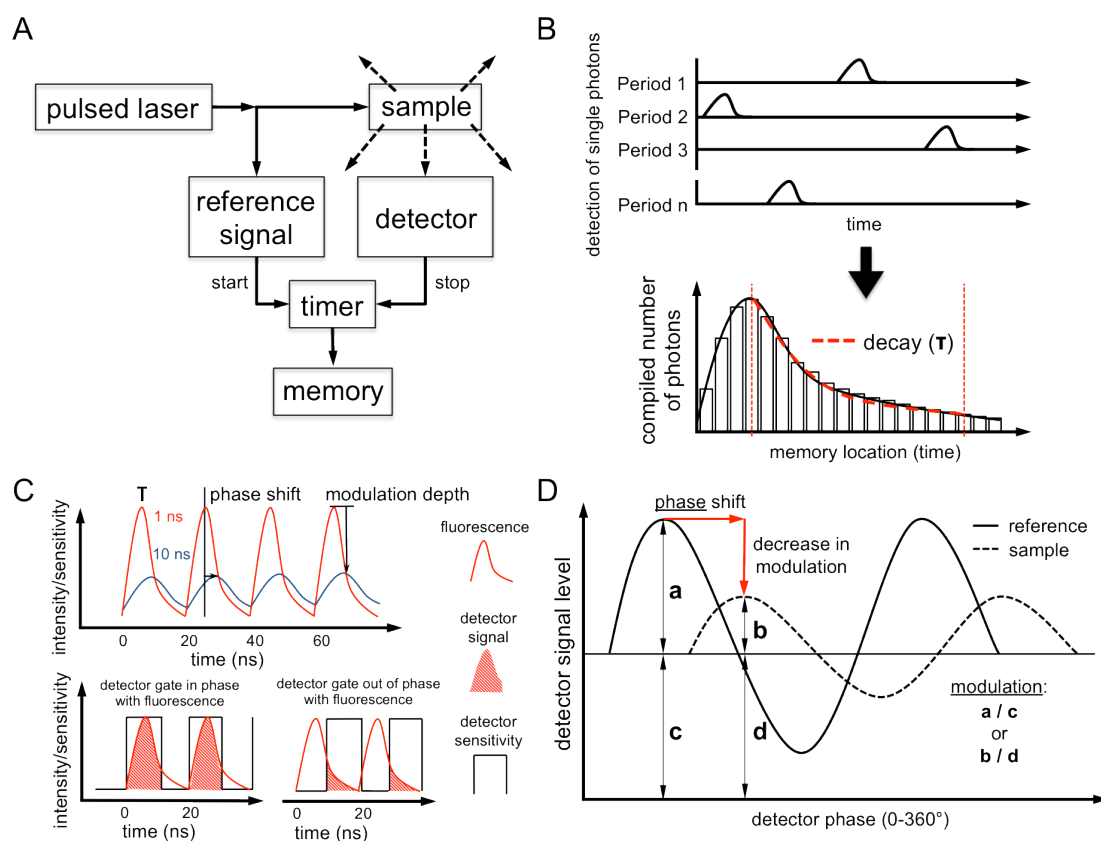 A
pulsed laser
sample
reference
signal
detector
start
stop
timer
memory
B
detection of single photons
Period 1
Period 2
Period 3
Period n
time
compiled number
of photons
decay (τ)
memory location (time)
C
intensity/sensitivity
τ
1 ns
10 ns
phase shift
modulation depth
0
20
40
60
time (ns)
fluorescence
detector
signal
detector
sensitivity
intensity/sensitivity
detector gate in phase
with fluorescence
0
20
time (ns)
detector gate out of phase
with fluorescence
0
20
time (ns)
D
detector signal level
phase shift
decrease in
modulation
reference
sample
a
b
c
d
modulation:
a / c
or
b / d
detector phase (0-360°)